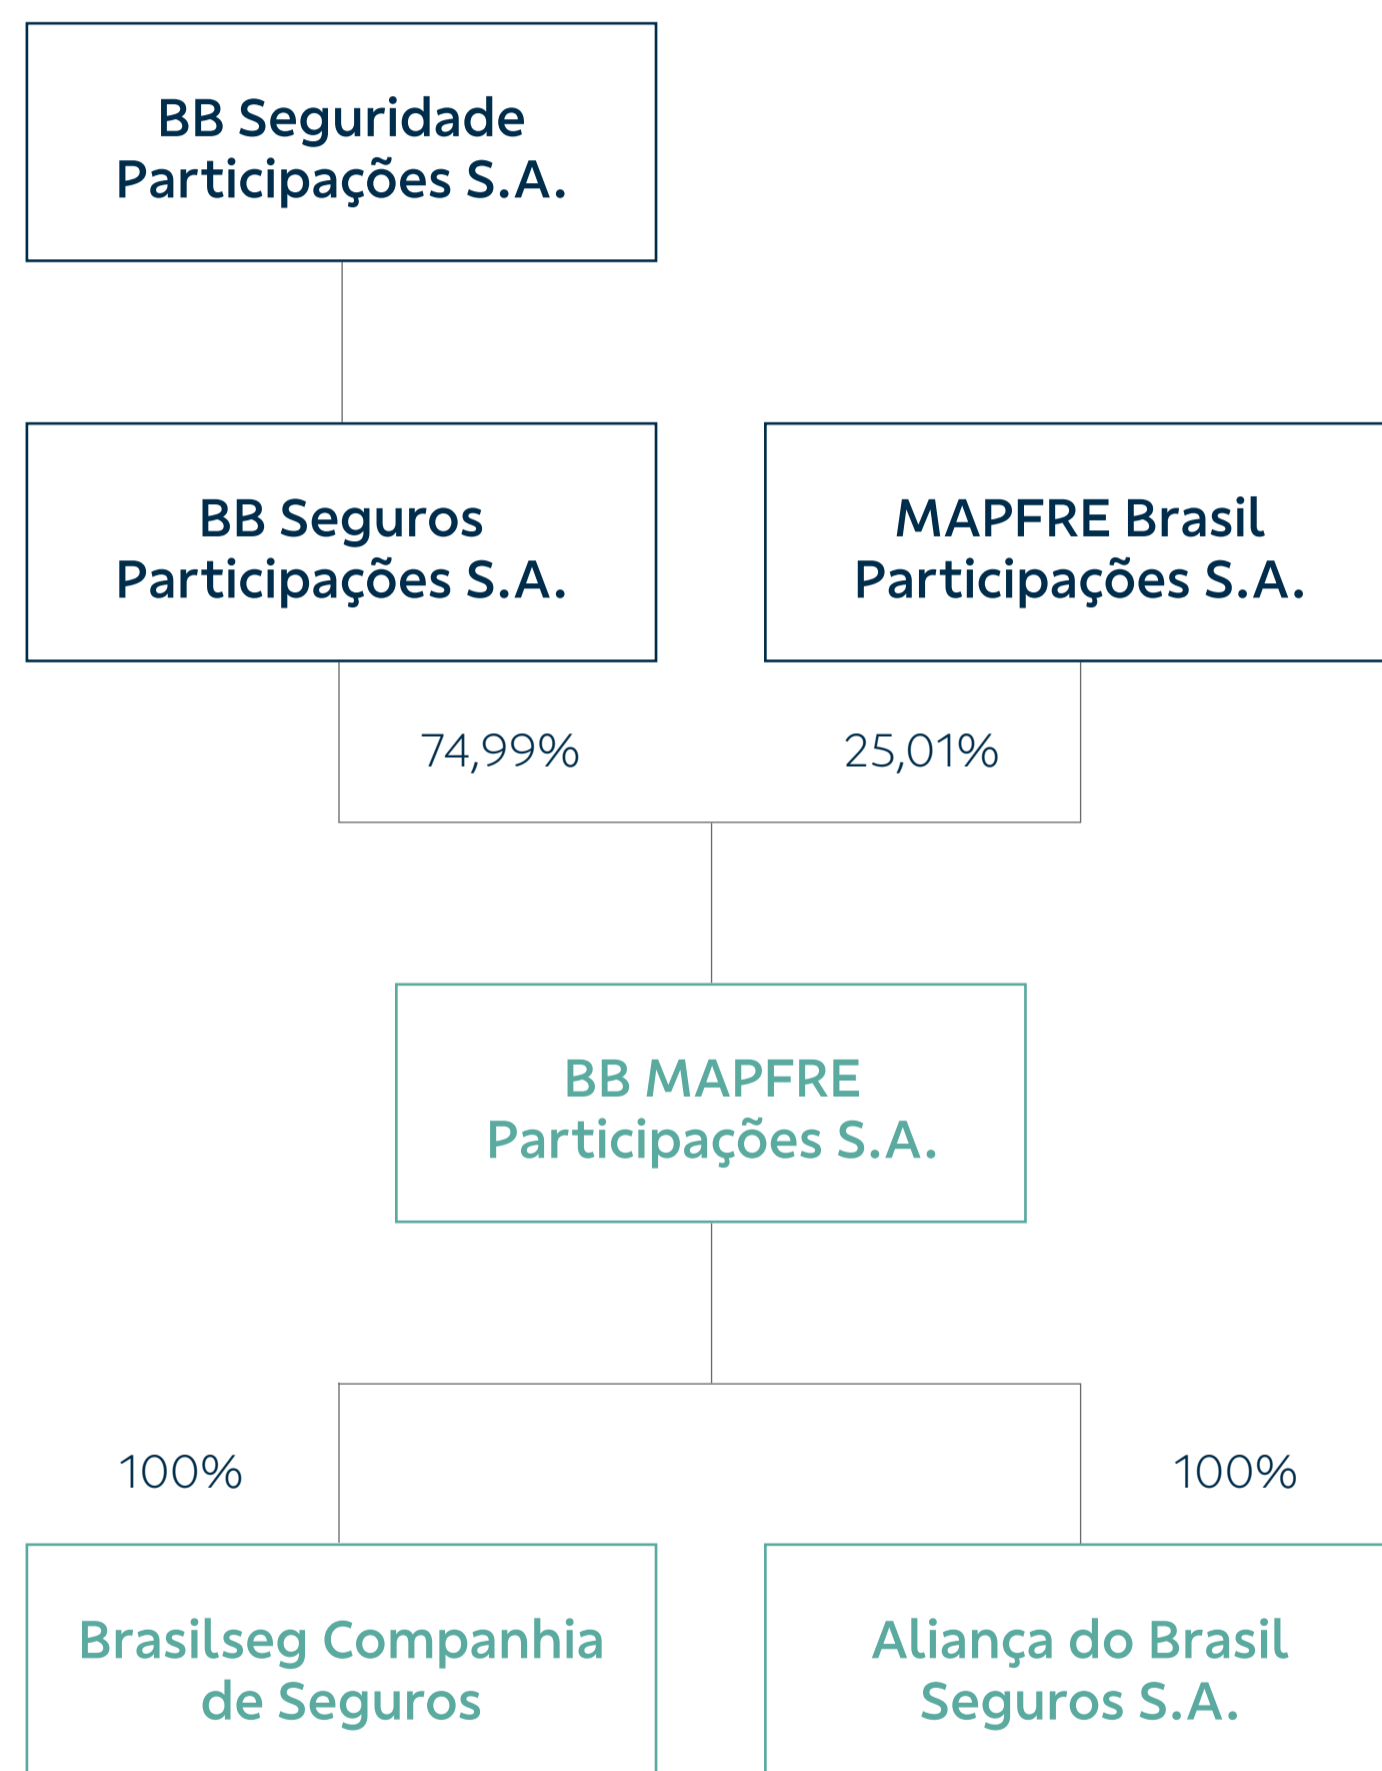 BB Seguridade
Participações S.A.
BB Seguros
Participações S.A.
MAPFRE Brasil
Participações S.A.
74,99%
25,01%
BB MAPFRE
Participações S.A.
100%
100%
Brasilseg Companhia
de Seguros
Aliança do Brasil
Seguros S.A.